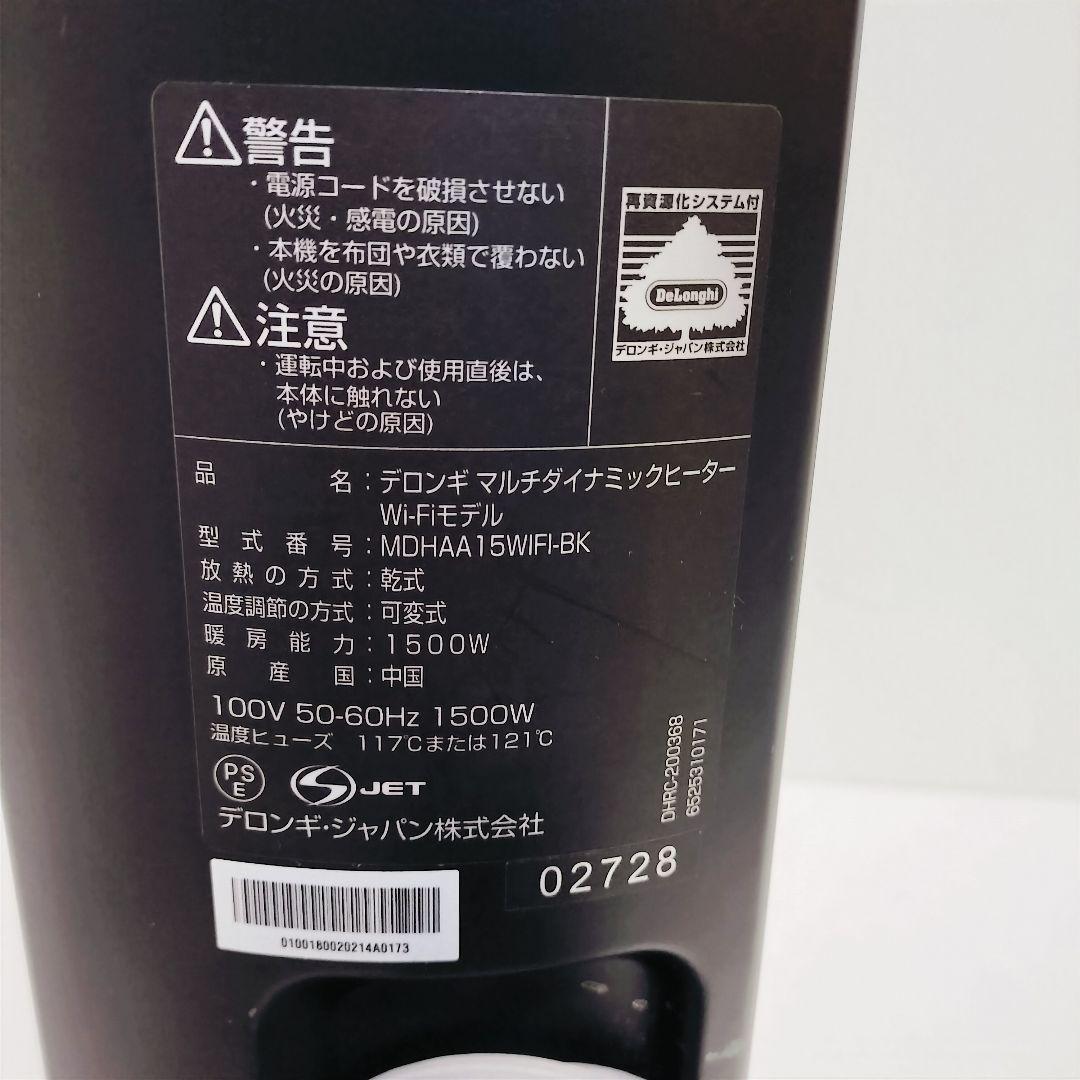 警告
・電源コードを破損させない
(火災・感電の原因)
・本機を布団や衣類で覆わない
(火災の原因)
注意
・運転中および使用直後は、
本体に触れない
(やけどの原因)
再資源化システム付
DeLonghi
デロンギ・ジャパン株式会社
品名：デロンギ マルチダイナミックヒーター
Wi-Fiモデル
型式番号：MDHAA15WIFI-BK
放熱の方式：乾式
温度調節の方式：可変式
暖房能力：1500W
原産国：中国
100V 50-60Hz 1500W
温度ヒューズ 117℃または121℃
PS
E
S JET
デロンギ・ジャパン株式会社
DHRC-200368
6525310171
02728
0100180020214A0173